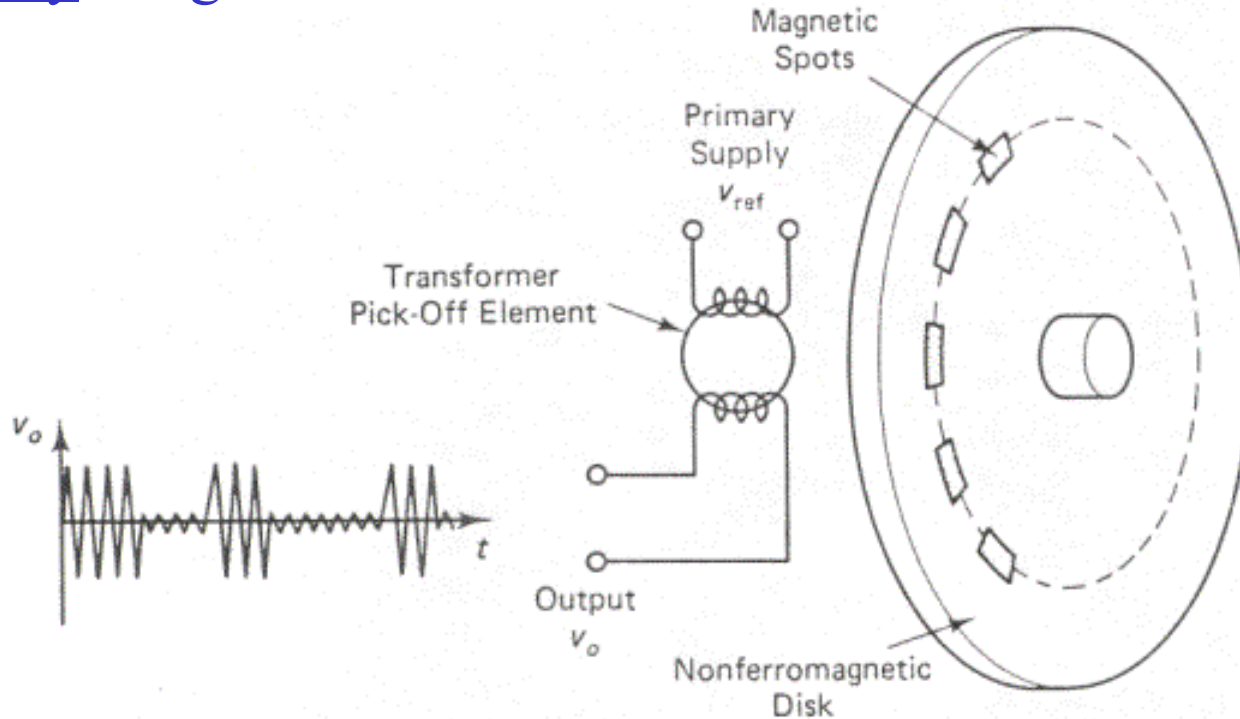 Magnetic
Spots
Primary
Supply
v_ref
Transformer
Pick-Off Element
v_o
t
Output
v_o
Nonferromagnetic
Disk